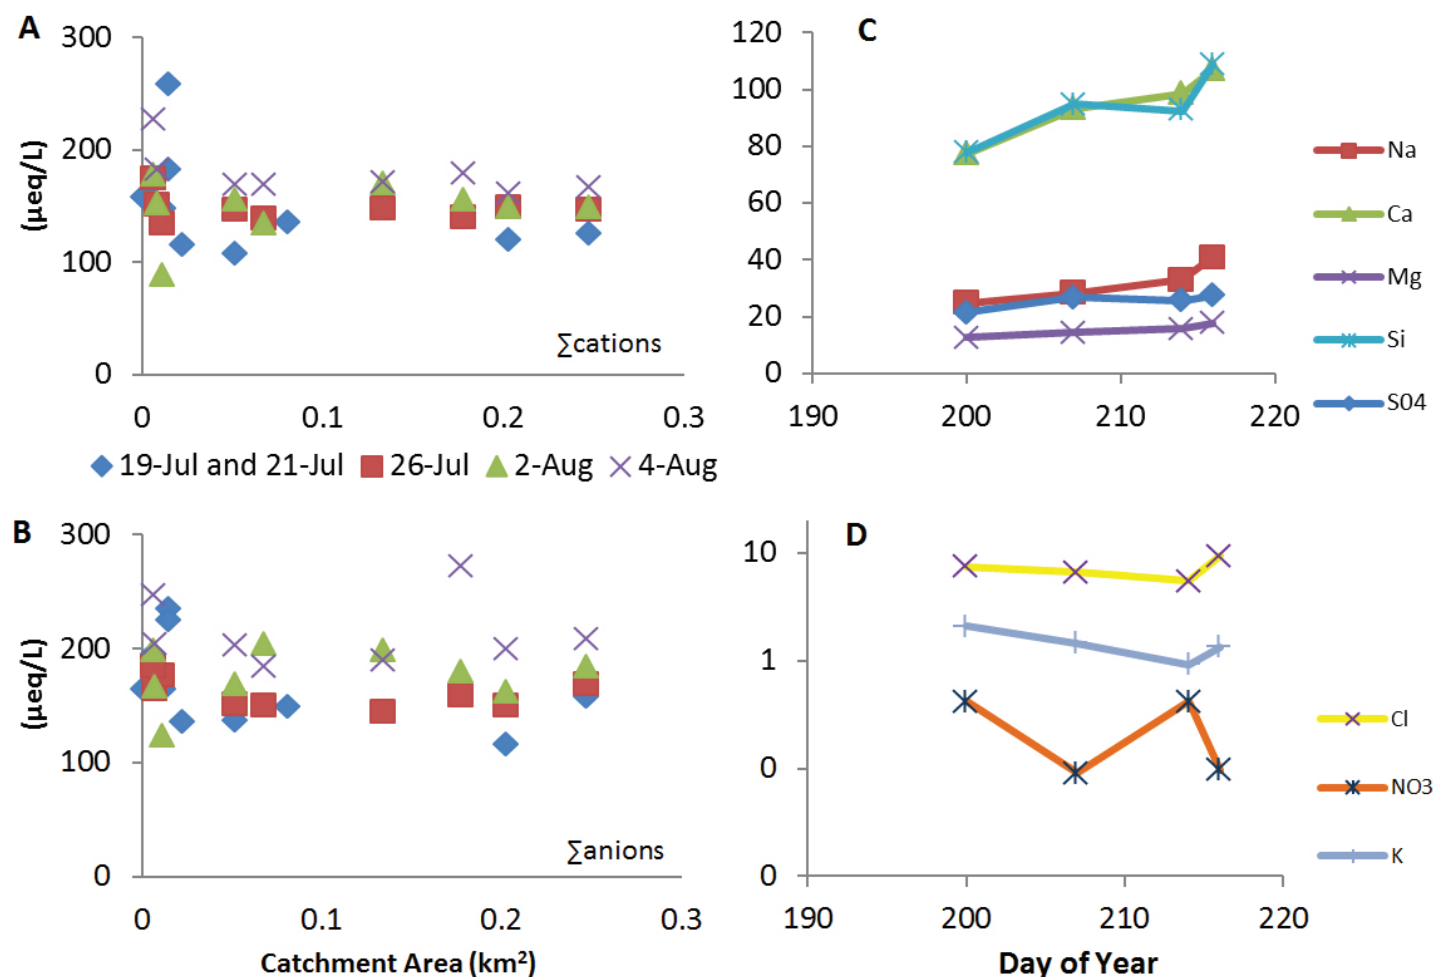 A
300
200
100
0
(µeq/L)
∑cations
0 0.1 0.2 0.3
19-Jul and 21-Jul 26-Jul 2-Aug 4-Aug
B
300
200
100
0
(µeq/L)
∑anions
0 0.1 0.2 0.3
Catchment Area (km²)
C
120
100
80
60
40
20
0
190 200 210 220
Na
Ca
Mg
Si
S04
D
10
1
0
0
190 200 210 220
Day of Year
Cl
NO3
K